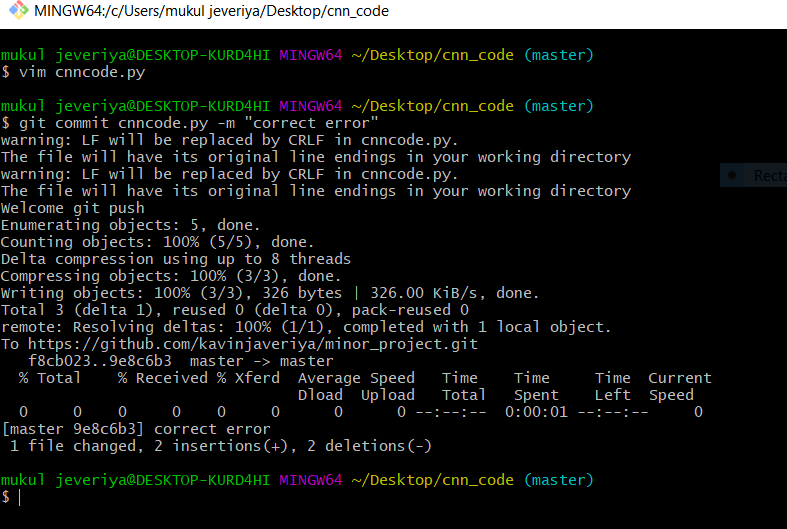 MINGW64:/c/Users/mukul jeveriya/Desktop/cnn_code
mukul jeveriya@DESKTOP-KURD4HI MINGW64 ~/Desktop/cnn_code (master)
$ vim cnncode.py
mukul jeveriya@DESKTOP-KURD4HI MINGW64 ~/Desktop/cnn_code (master)
$ git commit cnncode.py -m "correct error"
warning: LF will be replaced by CRLF in cnncode.py.
The file will have its original line endings in your working directory
warning: LF will be replaced by CRLF in cnncode.py.
The file will have its original line endings in your working directory
Welcome git push
Enumerating objects: 5, done.
Counting objects: 100% (5/5), done.
Delta compression using up to 8 threads
Compressing objects: 100% (3/3), done.
Writing objects: 100% (3/3), 326 bytes | 326.00 KiB/s, done.
Total 3 (delta 1), reused 0 (delta 0), pack-reused 0
remote: Resolving deltas: 100% (1/1), completed with 1 local object.
To https://github.com/kavinjaveriya/minor_project.git
   f8cb023..9e8c6b3  master -> master
  % Total    % Received % Xferd  Average Speed   Time    Time     Time  Current
                                 Dload  Upload   Total   Spent    Left  Speed
  0     0    0     0    0     0      0      0 --:--:--  0:00:01 --:--:--     0
[master 9e8c6b3] correct error
 1 file changed, 2 insertions(+), 2 deletions(-)
mukul jeveriya@DESKTOP-KURD4HI MINGW64 ~/Desktop/cnn_code (master)
$